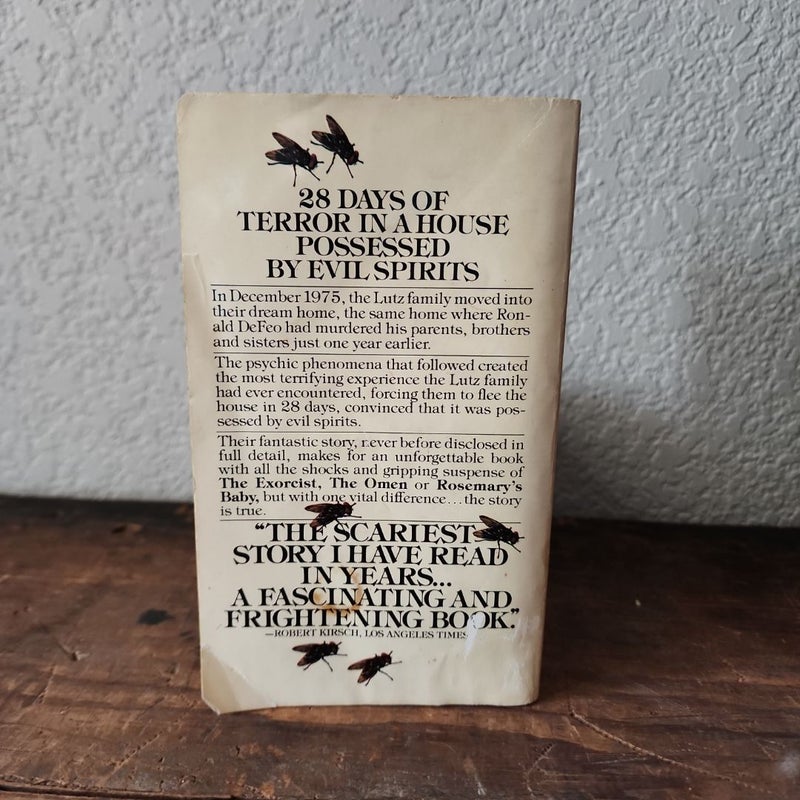 28 DAYS OF
TERROR IN A HOUSE
POSSESSED
BY EVIL SPIRITS
In December 1975, the Lutz family moved into
their dream home, the same home where Ron-
ald DeFeo had murdered his parents, brothers
and sisters just one year earlier.
The psychic phenomena that followed created
the most terrifying experience the Lutz family
had ever encountered, forcing them to flee the
house in 28 days, convinced that it was pos-
sessed by evil spirits.
Their fantastic story, never before disclosed in
full detail, makes for an unforgettable book
with all the shocks and gripping suspense of
The Exorcist, The Omen or Rosemary's
Baby, but with one vital difference...the story
is true.
“THE SCARIEST
STORY I HAVE READ
IN YEARS...
A FASCINATING AND
FRIGHTENING BOOK.”
—ROBERT KIRSCH, LOS ANGELES TIMES